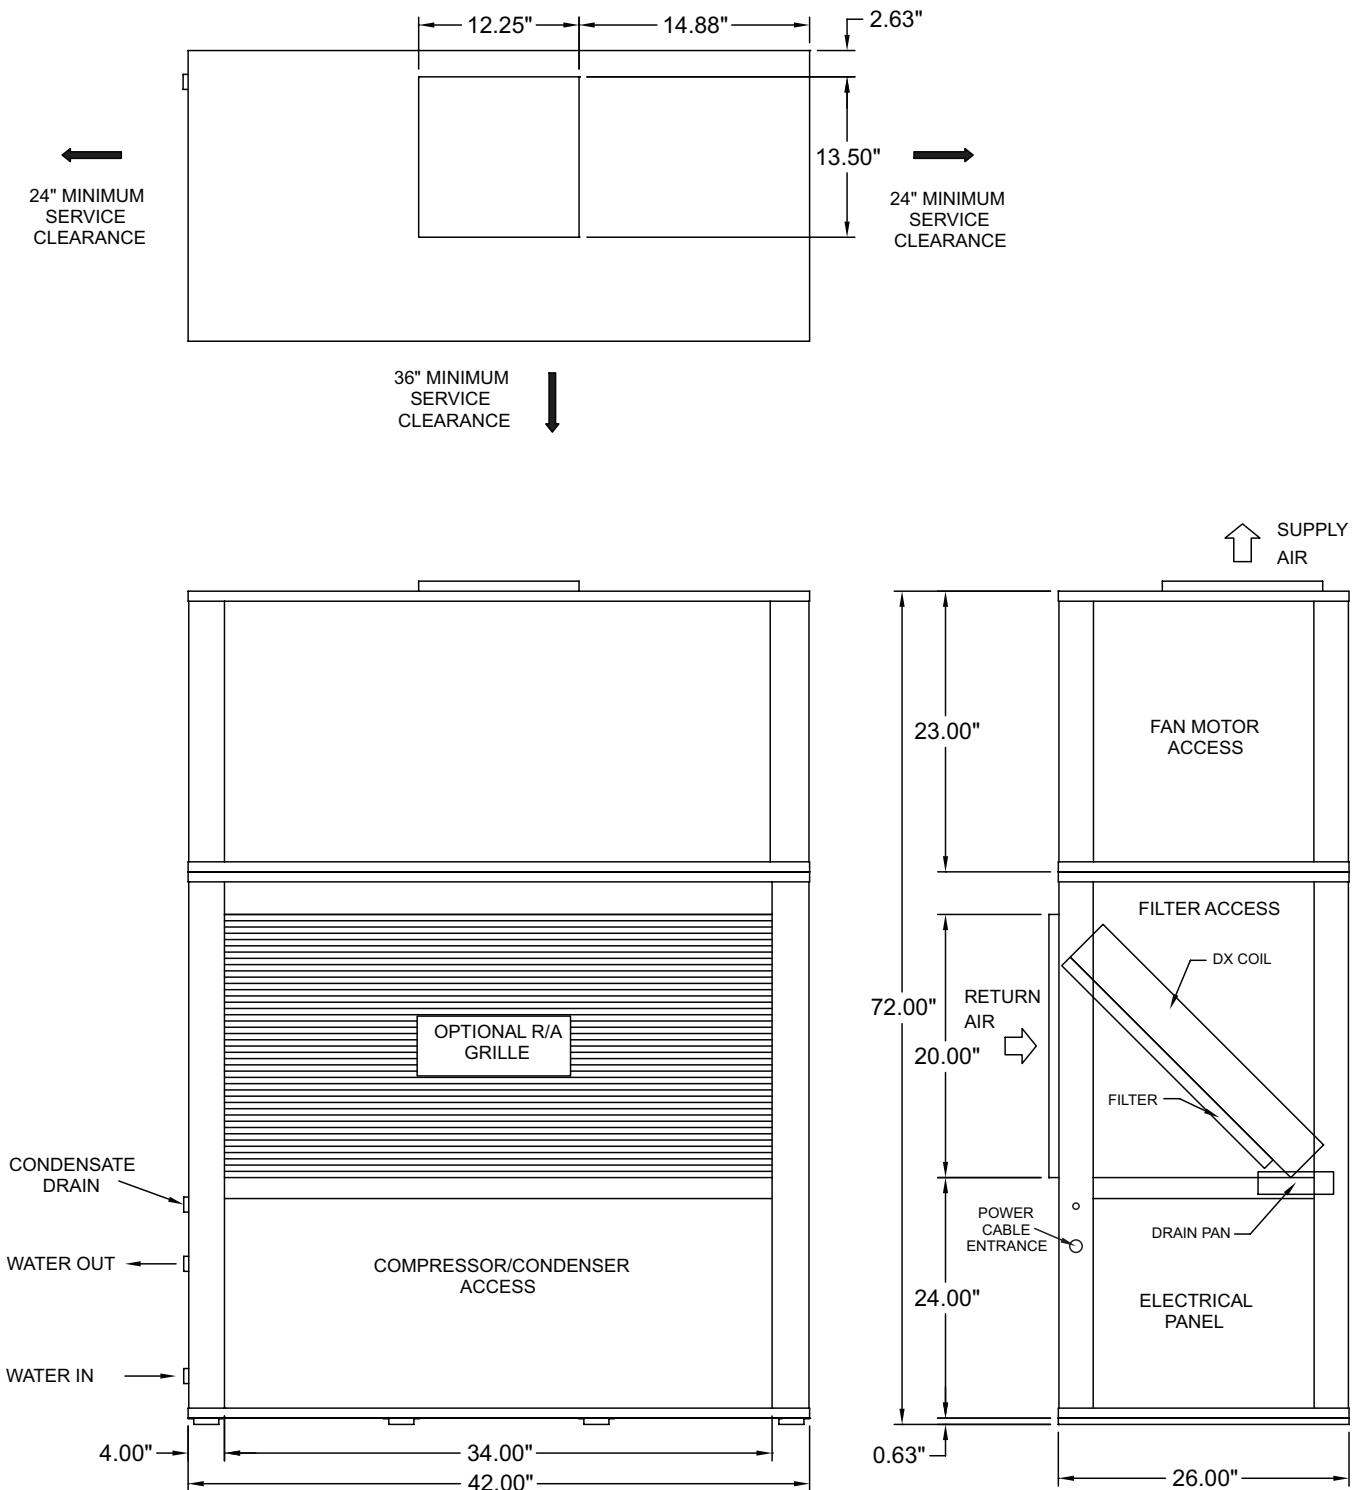 12.25"
14.88"
2.63"
13.50"
24" MINIMUM
SERVICE
CLEARANCE
24" MINIMUM
SERVICE
CLEARANCE
36" MINIMUM
SERVICE
CLEARANCE
SUPPLY
AIR
23.00"
FAN MOTOR
ACCESS
FILTER ACCESS
DX COIL
72.00"
RETURN
AIR
20.00"
OPTIONAL R/A
GRILLE
FILTER
CONDENSATE
DRAIN
POWER
CABLE
ENTRANCE
DRAIN PAN
WATER OUT
COMPRESSOR/CONDENSER
ACCESS
24.00"
ELECTRICAL
PANEL
WATER IN
4.00"
34.00"
0.63"
42.00"
26.00"